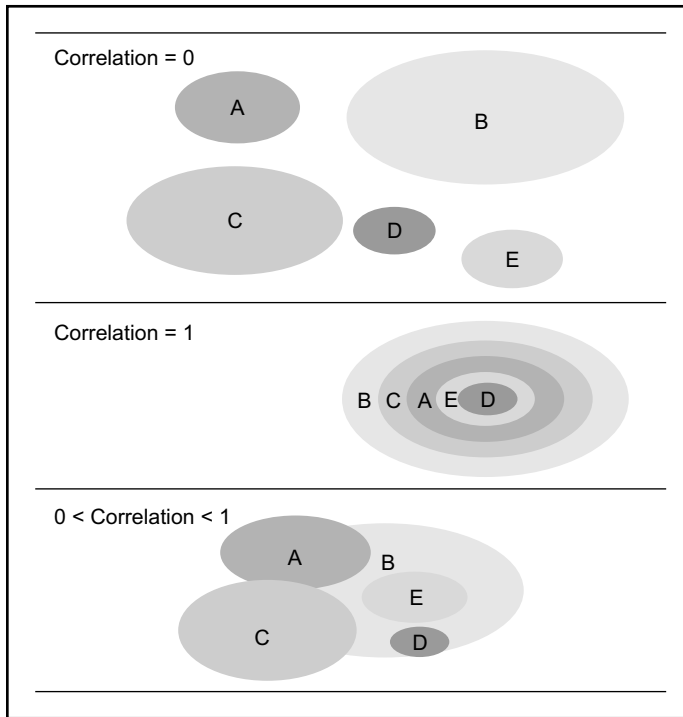 Correlation = 0
A
B
C
D
E
Correlation = 1
B C A E D
0 < Correlation < 1
A
B
E
C
D